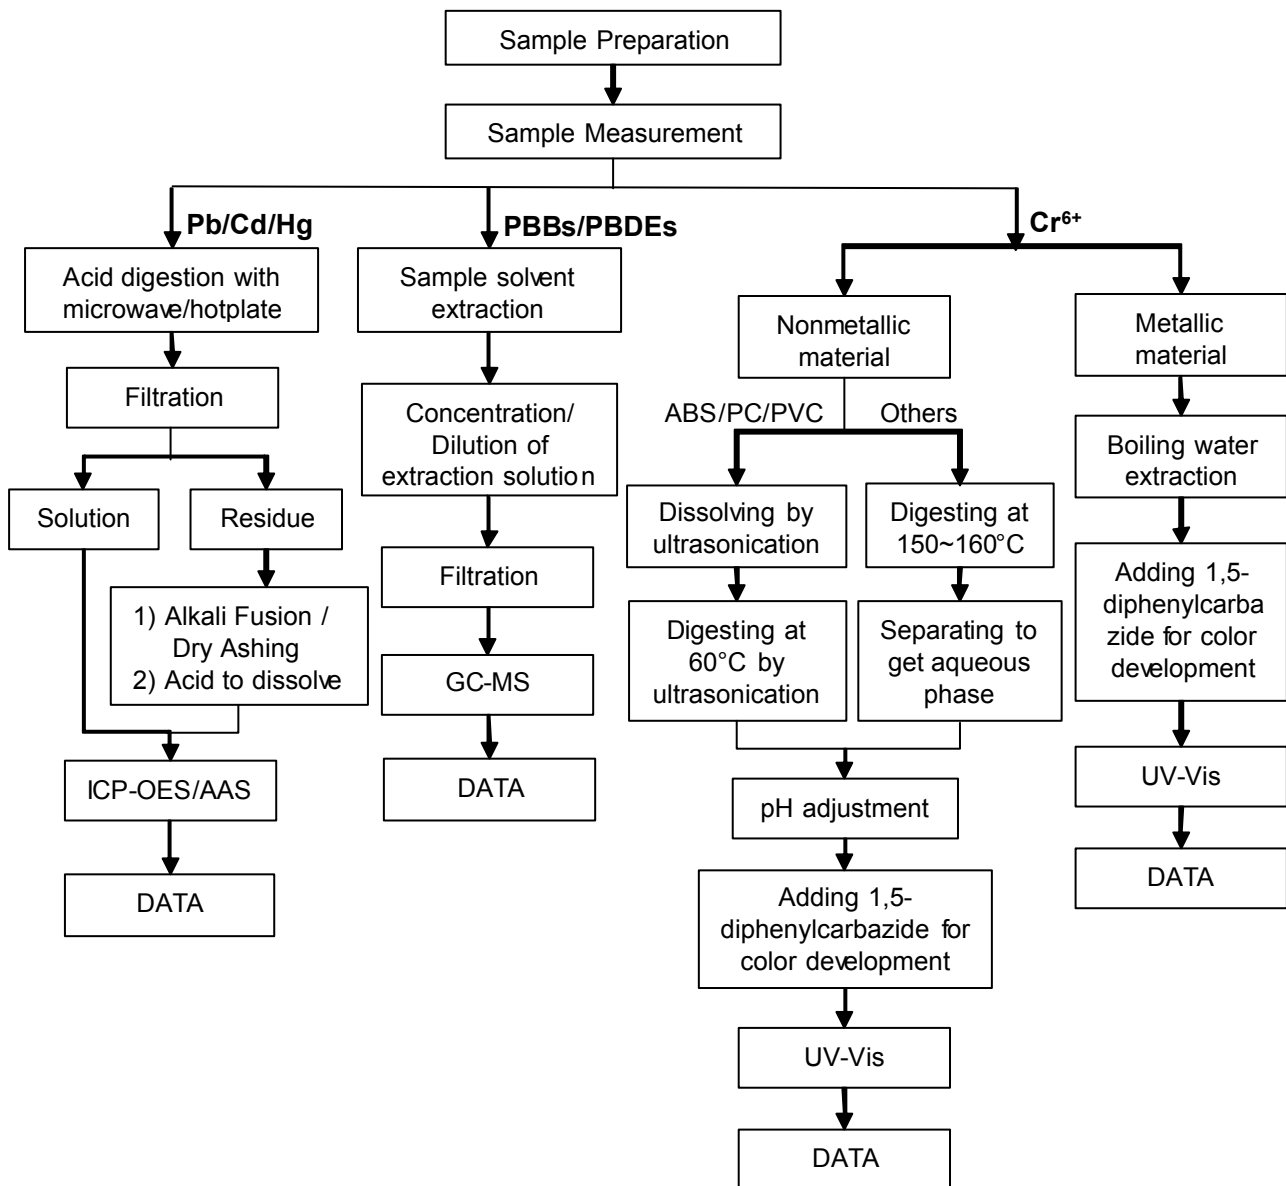 Sample Preparation
Sample Measurement
Pb/Cd/Hg
PBBs/PBDEs
Cr⁶⁺
Acid digestion with
microwave/hotplate
Filtration
Solution
Residue
1) Alkali Fusion /
Dry Ashing
2) Acid to dissolve
ICP-OES/AAS
DATA
Sample solvent
extraction
Concentration/
Dilution of
extraction solution
Filtration
GC-MS
DATA
Nonmetallic
material
ABS/PC/PVC
Others
Dissolving by
ultrasonication
Digesting at
60°C by
ultrasonication
Digesting at
150~160°C
Separating to
get aqueous
phase
pH adjustment
Adding 1,5-
diphenylcarbazide for
color development
UV-Vis
DATA
Metallic
material
Boiling water
extraction
Adding 1,5-
diphenylcarba
zide for color
development
UV-Vis
DATA